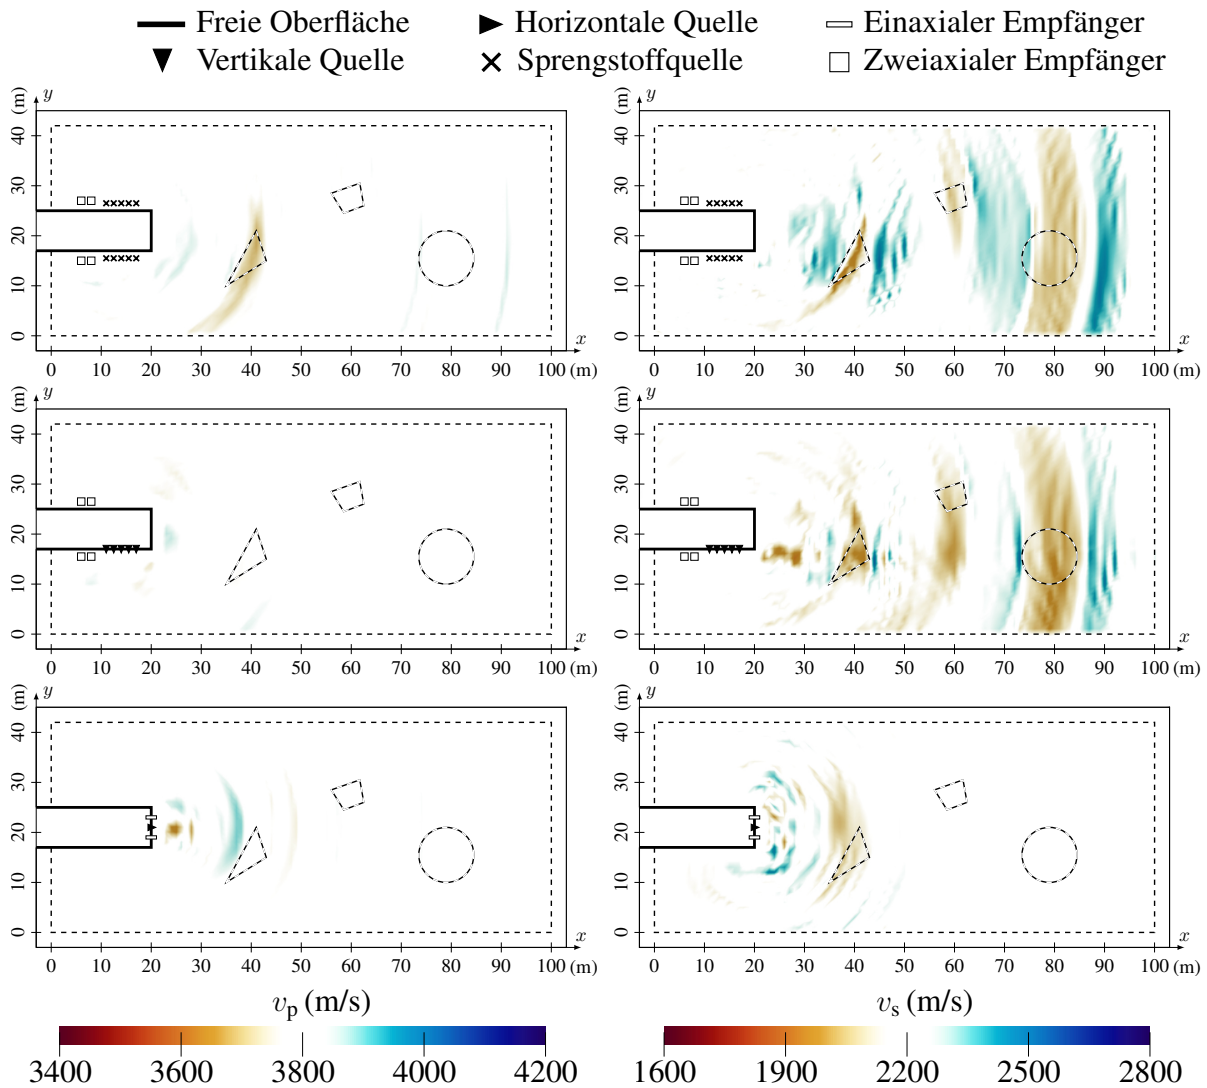 Freie Oberfläche Horizontale Quelle Einaxialer Empfänger
Vertikale Quelle Sprengstoffquelle Zweiaxialer Empfänger
(m) y (m) y
40 40
30 30
20 20
10 10
0 x 0 x
0 10 20 30 40 50 60 70 80 90 100 (m) 0 10 20 30 40 50 60 70 80 90 100 (m)
(m) y (m) y
40 40
30 30
20 20
10 10
0 x 0 x
0 10 20 30 40 50 60 70 80 90 100 (m) 0 10 20 30 40 50 60 70 80 90 100 (m)
(m) y (m) y
40 40
30 30
20 20
10 10
0 x 0 x
0 10 20 30 40 50 60 70 80 90 100 (m) 0 10 20 30 40 50 60 70 80 90 100 (m)
vp (m/s) vs (m/s)
3400 3600 3800 4000 4200 1600 1900 2200 2500 2800